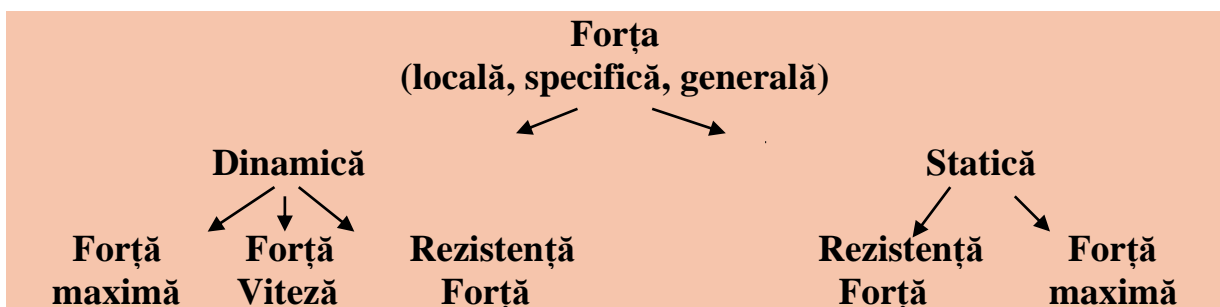 Forța
(locală, specifică, generală)
Dinamică Statică
Forță Forță Rezistență Rezistență Forță
maximă Viteză Forță Forță maximă